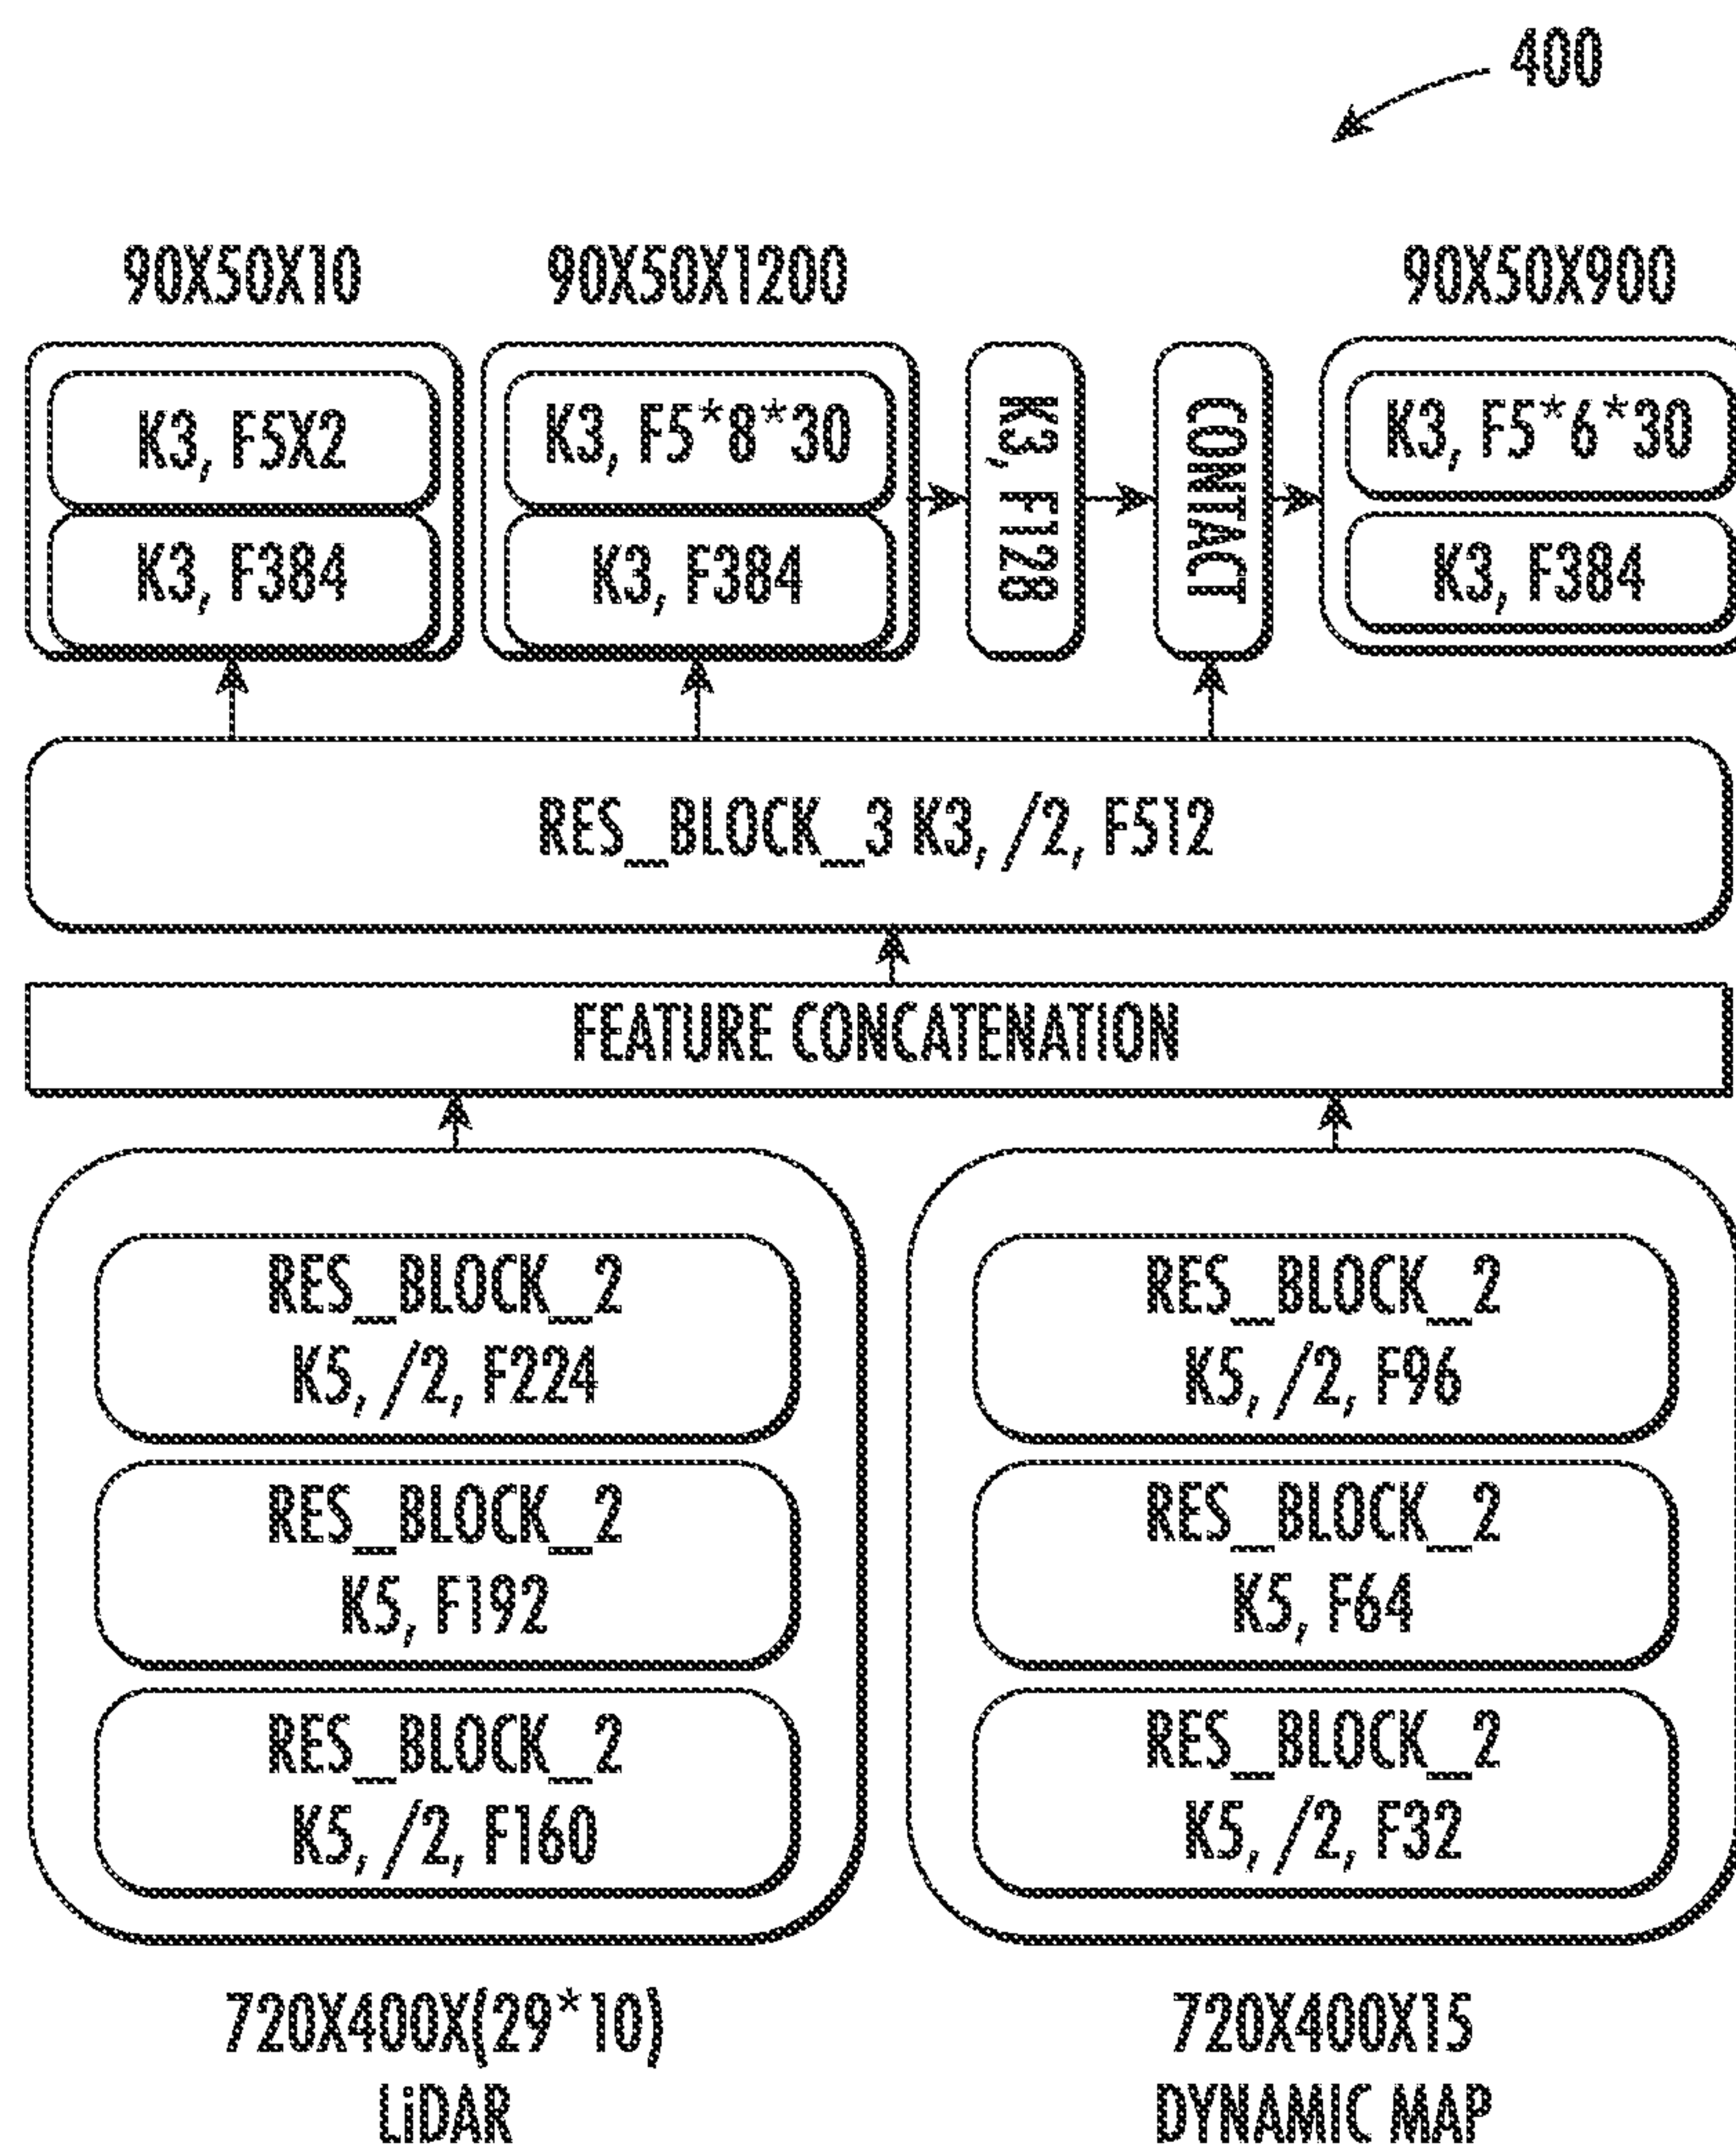 400
90X50X10
90X50X1200
90X50X900
K3, F5X2
K3, F384
K3, F5*8*30
K3, F384
K3, F128
CONTACT
K3, F5*6*30
K3, F384
RES_BLOCK_3 K3, /2, F512
FEATURE CONCATENATION
RES_BLOCK_2
K5, /2, F224
RES_BLOCK_2
K5, F192
RES_BLOCK_2
K5, /2, F160
720X400X(29*10)
LiDAR
RES_BLOCK_2
K5, /2, F96
RES_BLOCK_2
K5, F64
RES_BLOCK_2
K5, /2, F32
720X400X15
DYNAMIC MAP